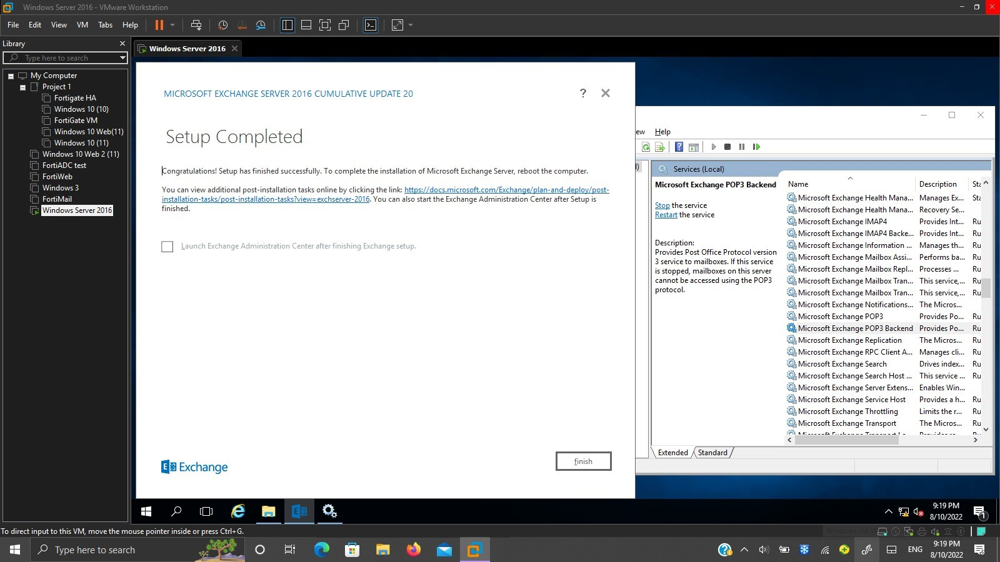 Windows Server 2016 - VMware Workstation
File Edit View VM Tabs Help
Library
Type here to search
My Computer
Project 1
Fortigate HA
Windows 10 (10)
FortiGate VM
Windows 10 Web(11)
Windows 10 (11)
Windows 10 Web 2 (11)
FortiADC test
FortiWeb
Windows 3
FortiMail
Windows Server 2016
Windows Server 2016
MICROSOFT EXCHANGE SERVER 2016 CUMULATIVE UPDATE 20
?
Setup Completed
Congratulations! Setup has finished successfully. To complete the installation of Microsoft Exchange Server, reboot the computer.
You can view additional post-installation tasks online by clicking the link: https://docs.microsoft.com/Exchange/plan-and-deploy/post-
installation-tasks/post-installation-tasks?view=exchserver-2016. You can also start the Exchange Administration Center after Setup is
finished.
Launch Exchange Administration Center after finishing Exchange setup.
Exchange
finish
ew Help
Services (Local)
Microsoft Exchange POP3 Backend
Stop the service
Restart the service
Description:
Provides Post Office Protocol version
3 service to mailboxes. If this service
is stopped, mailboxes on this server
cannot be accessed using the POP3
protocol.
Name Description Sta
Microsoft Exchange Health Mana... Manages Ex... Sta
Microsoft Exchange Health Mana... Recovery Se...
Microsoft Exchange IMAP4 Provides Int... Ru
Microsoft Exchange IMAP4 Backe... Provides Int... Ru
Microsoft Exchange Information ... Manages th... Ru
Microsoft Exchange Mailbox Assi... Performs ba... Ru
Microsoft Exchange Mailbox Repl... Processes ... Ru
Microsoft Exchange Mailbox Tran... This service,... Ru
Microsoft Exchange Mailbox Tran... This service,... Ru
Microsoft Exchange Notifications... The Micros...
Microsoft Exchange POP3 Provides Po... Ru
Microsoft Exchange POP3 Backend Provides Po... Ru
Microsoft Exchange Replication The Micros... Ru
Microsoft Exchange RPC Client A... Manages cli... Ru
Microsoft Exchange Search Drives index... Ru
Microsoft Exchange Search Host ... This service ... Ru
Microsoft Exchange Server Extens... Enables Win...
Microsoft Exchange Service Host Provides a h... Ru
Microsoft Exchange Throttling Limits the r... Ru
Microsoft Exchange Transport The Micros... Ru
Extended Standard
9:19 PM
8/10/2022
1
To direct input to this VM, move the mouse pointer inside or press Ctrl+G.
Type here to search
ENG
9:19 PM
8/10/2022